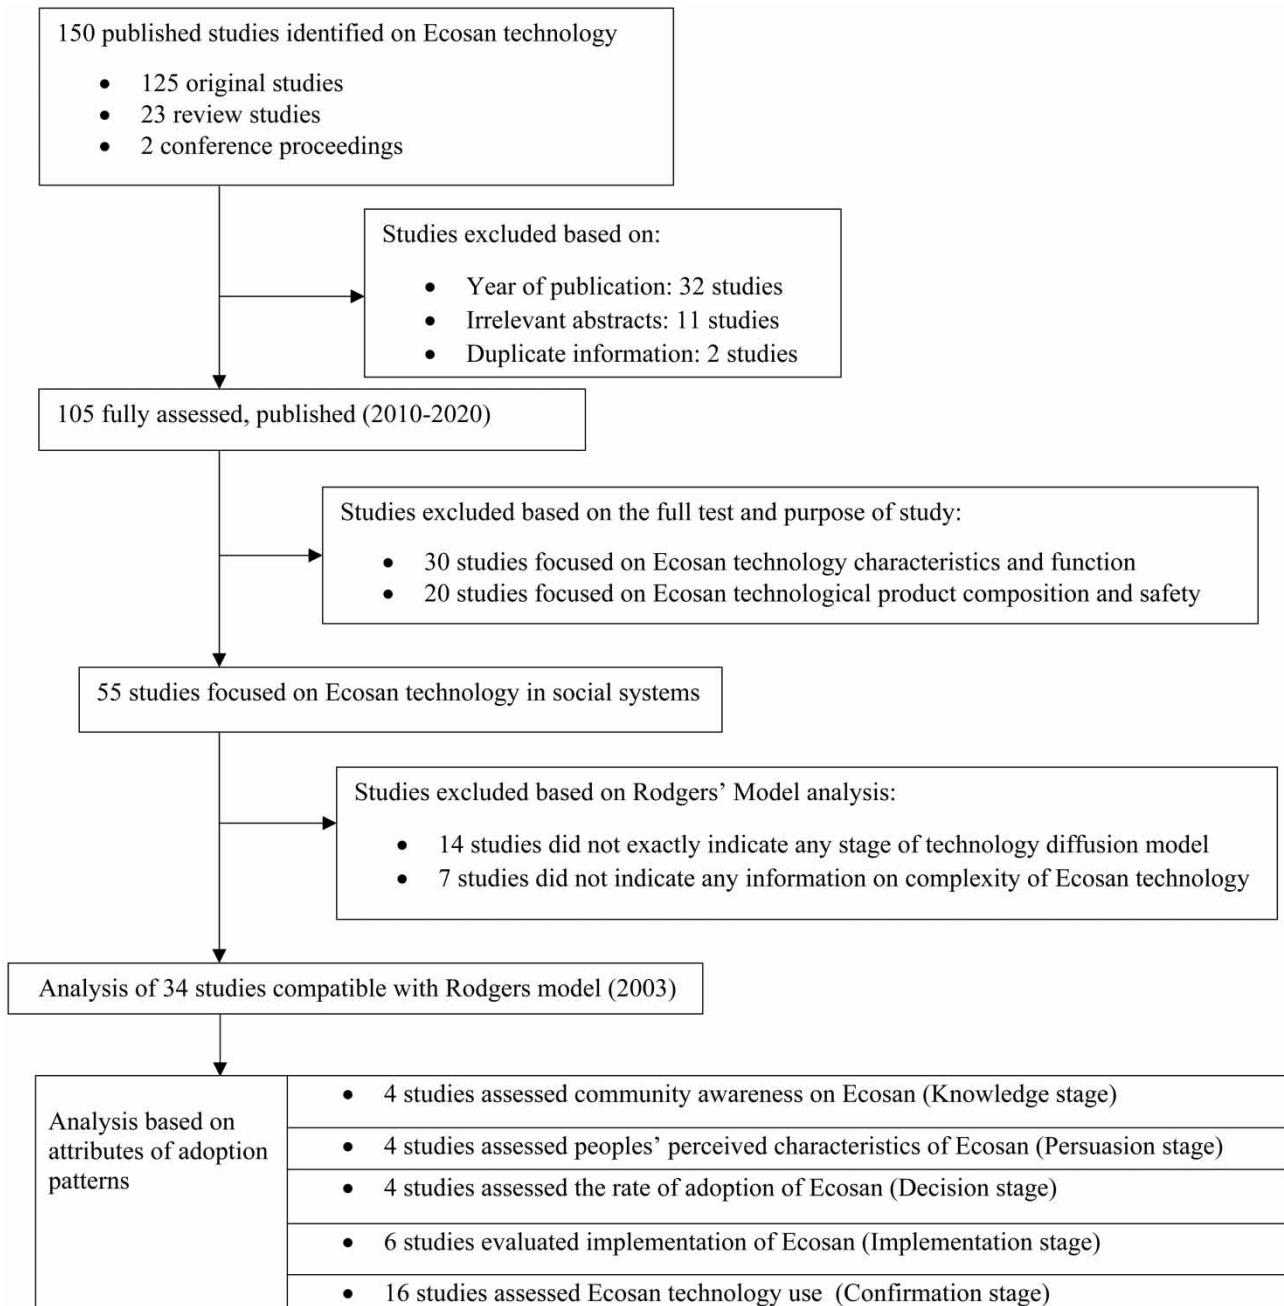 150 published studies identified on Ecosan technology
• 125 original studies
• 23 review studies
• 2 conference proceedings
Studies excluded based on:
• Year of publication: 32 studies
• Irrelevant abstracts: 11 studies
• Duplicate information: 2 studies
105 fully assessed, published (2010-2020)
Studies excluded based on the full test and purpose of study:
• 30 studies focused on Ecosan technology characteristics and function
• 20 studies focused on Ecosan technological product composition and safety
55 studies focused on Ecosan technology in social systems
Studies excluded based on Rodgers’ Model analysis:
• 14 studies did not exactly indicate any stage of technology diffusion model
• 7 studies did not indicate any information on complexity of Ecosan technology
Analysis of 34 studies compatible with Rodgers model (2003)
Analysis based on
attributes of adoption
patterns
• 4 studies assessed community awareness on Ecosan (Knowledge stage)
• 4 studies assessed peoples’ perceived characteristics of Ecosan (Persuasion stage)
• 4 studies assessed the rate of adoption of Ecosan (Decision stage)
• 6 studies evaluated implementation of Ecosan (Implementation stage)
• 16 studies assessed Ecosan technology use (Confirmation stage)